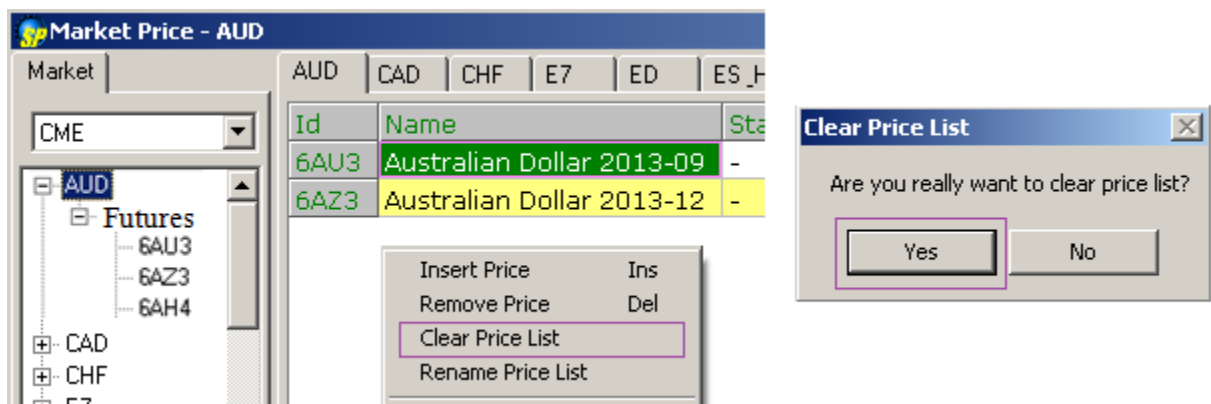 Market Price - AUD
Market
CME
AUD
Futures
6AU3
6AZ3
6AH4
CAD
CHF
E7
AUD CAD CHF E7 ED ES_H
Id Name Sta
6AU3 Australian Dollar 2013-09 -
6AZ3 Australian Dollar 2013-12 -
Insert Price Ins
Remove Price Del
Clear Price List
Rename Price List
Clear Price List
Are you really want to clear price list?
Yes No